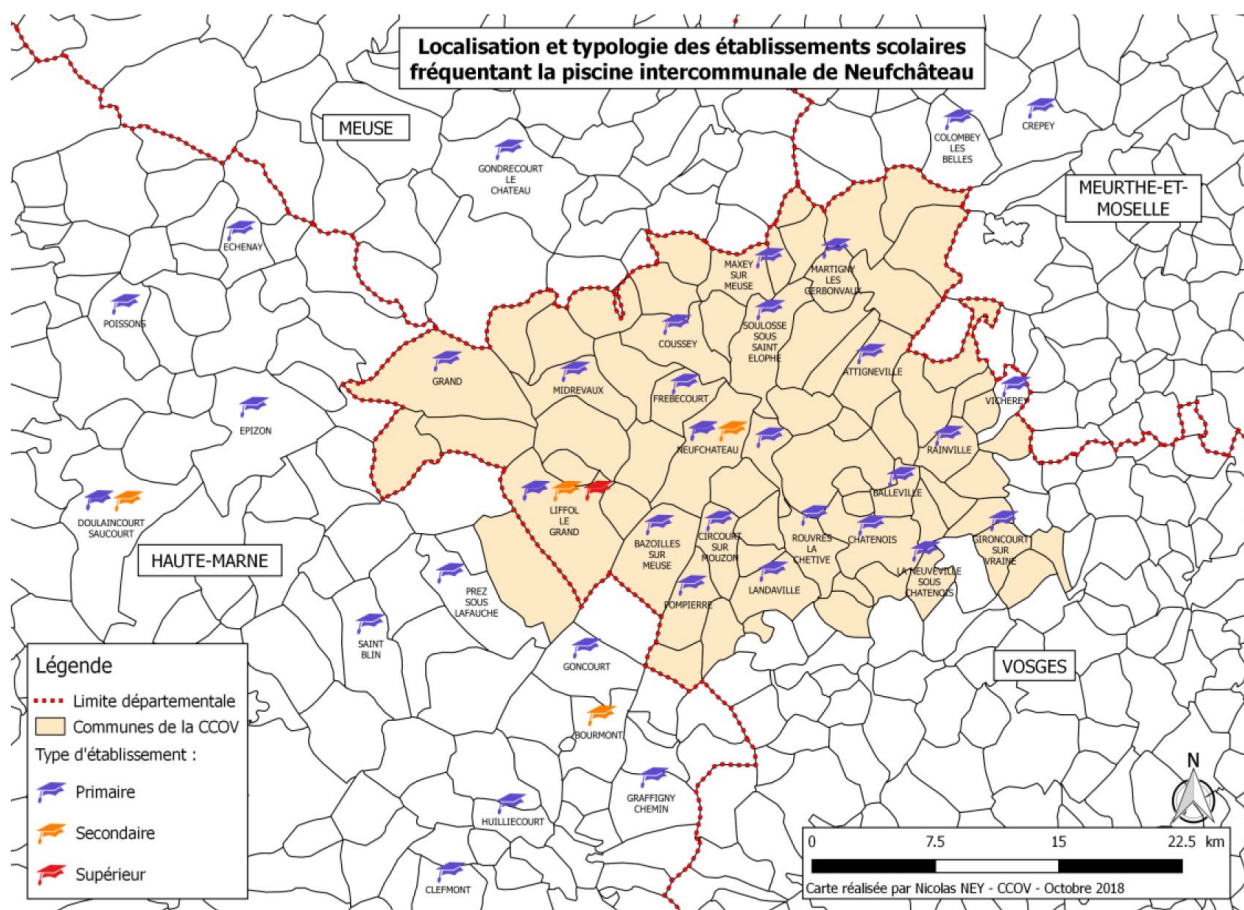 Localisation et typologie des établissements scolaires
fréquentant la piscine intercommunale de Neufchâteau
MEUSE
CREPEY
COLOMBEY
LES
BELLES
GONDRECOURT
LE
CHATEAU
MEURTHE-ET-
MOSELLE
ECHENAY
MAXEY
SUR
MEUSE
MARTIGNY
LES
GERBONVAUX
POISSONS
SOULOSSE
SOUS
SAINT
ELOPHE
COUSSEY
ATTIGNEVILLE
GRAND
MIDREVAUX
FREBECOURT
VICHEREY
EPIZON
NEUFCHATEAU
RAINVILLE
BALLEVILLE
DOULAINCOURT
SAUCOURT
LIFFOL
LE
GRAND
BAZOILLES
SUR
MEUSE
CIRCOURT
SUR
MOUZON
ROUVRES
LA
CHETIVE
CHATENOIS
GIRONCOURT
SUR
VRAINE
HAUTE-MARNE
LA NEUVEVILLE
SOUS
CHATENOIS
PREZ
SOUS
LAFAUCHE
POMPIERRE
LANDAVILLE
SAINT
BLIN
GONCOURT
VOSGES
BOURMONT
GRAFFIGNY
CHEMIN
HUILLIECOURT
CLEFMONT
Légende
Limite départementale
Communes de la CCOV
Type d'établissement :
Primaire
Secondaire
Supérieur
N
0 7.5 15 22.5 km
Carte réalisée par Nicolas NEY - CCOV - Octobre 2018